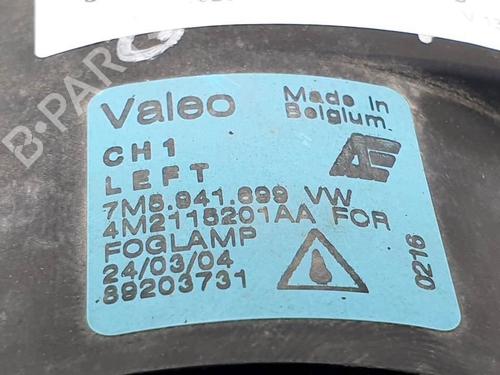 B-PARTS
Valeo
Made In
Belgium.
CH1
LEFT
7M5.941.699 VW
4M2115201AA FOR
FOGLAMP
24/03/04
89203731
0216